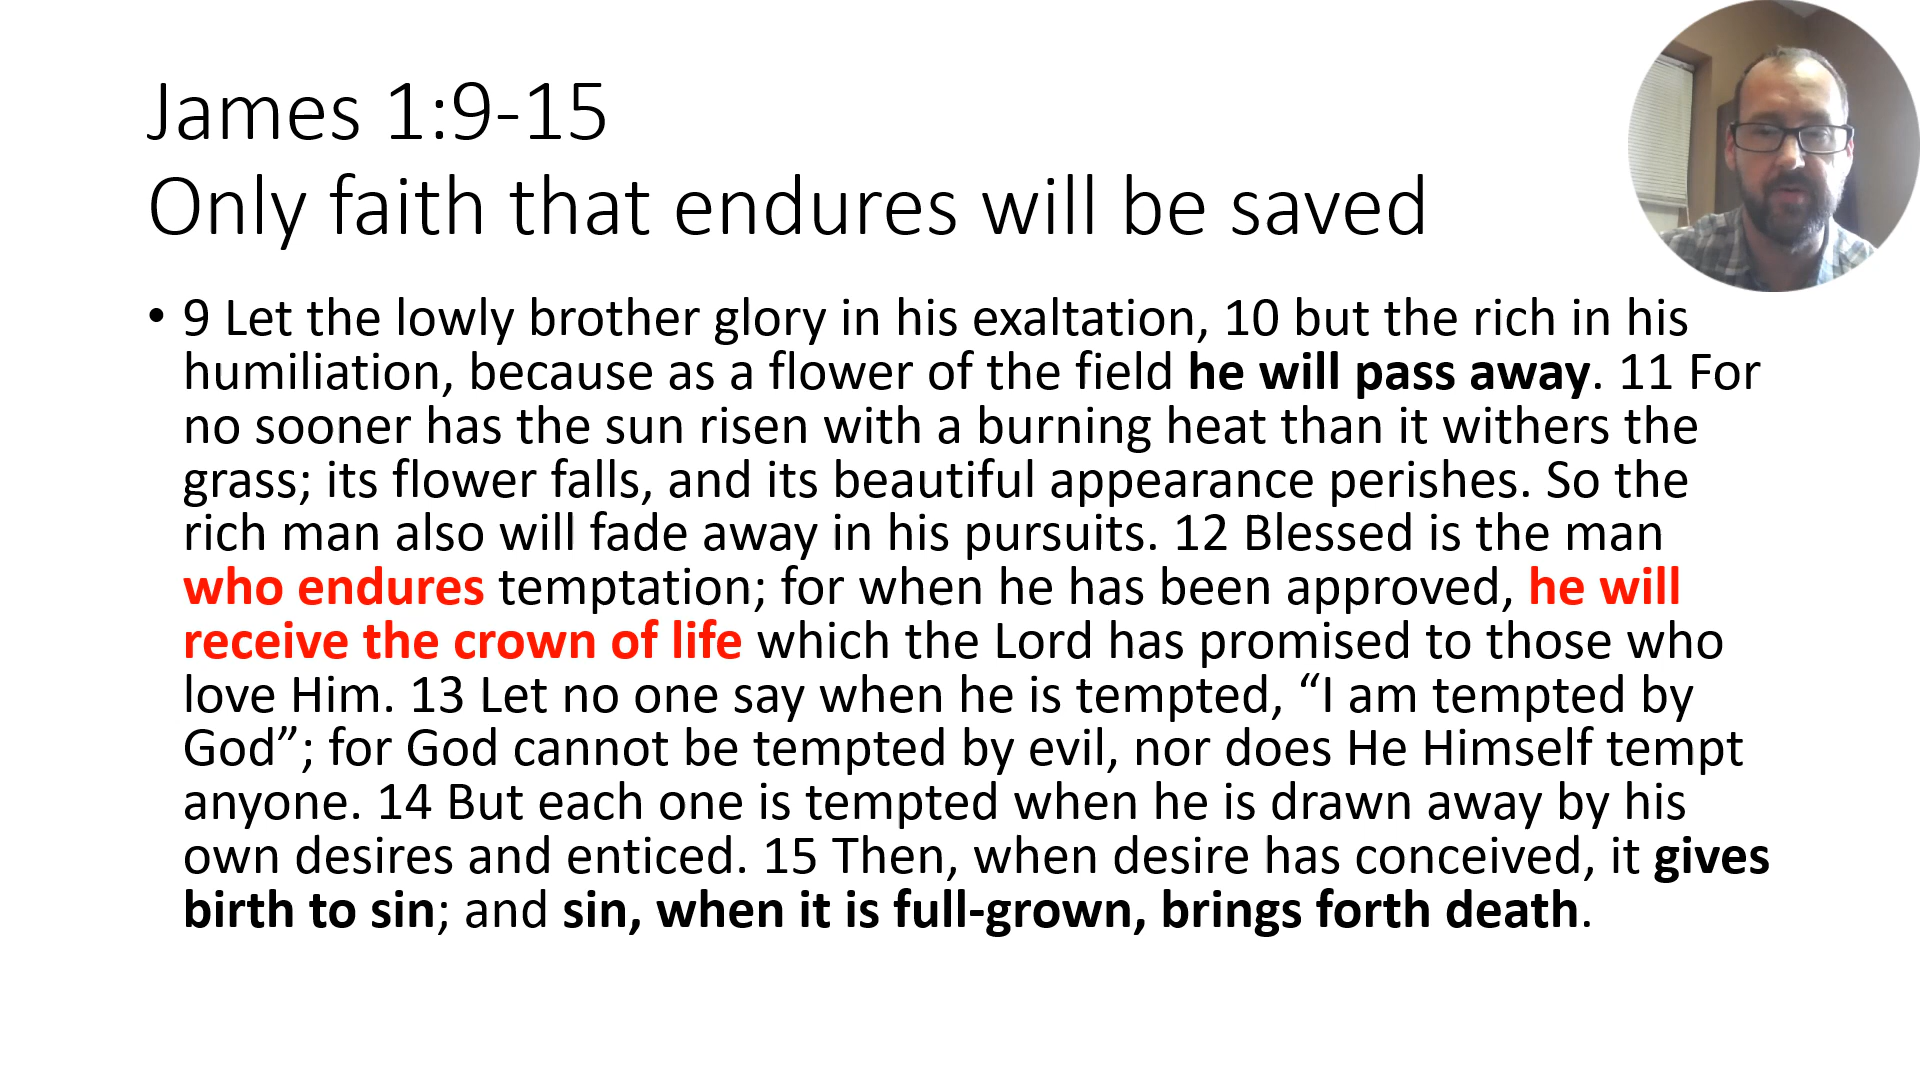 James 1:9-15
Only faith that endures will be saved
• 9 Let the lowly brother glory in his exaltation, 10 but the rich in his
humiliation, because as a flower of the field he will pass away. 11 For
no sooner has the sun risen with a burning heat than it withers the
grass; its flower falls, and its beautiful appearance perishes. So the
rich man also will fade away in his pursuits. 12 Blessed is the man
who endures temptation; for when he has been approved, he will
receive the crown of life which the Lord has promised to those who
love Him. 13 Let no one say when he is tempted, “I am tempted by
God”; for God cannot be tempted by evil, nor does He Himself tempt
anyone. 14 But each one is tempted when he is drawn away by his
own desires and enticed. 15 Then, when desire has conceived, it gives
birth to sin; and sin, when it is full-grown, brings forth death.